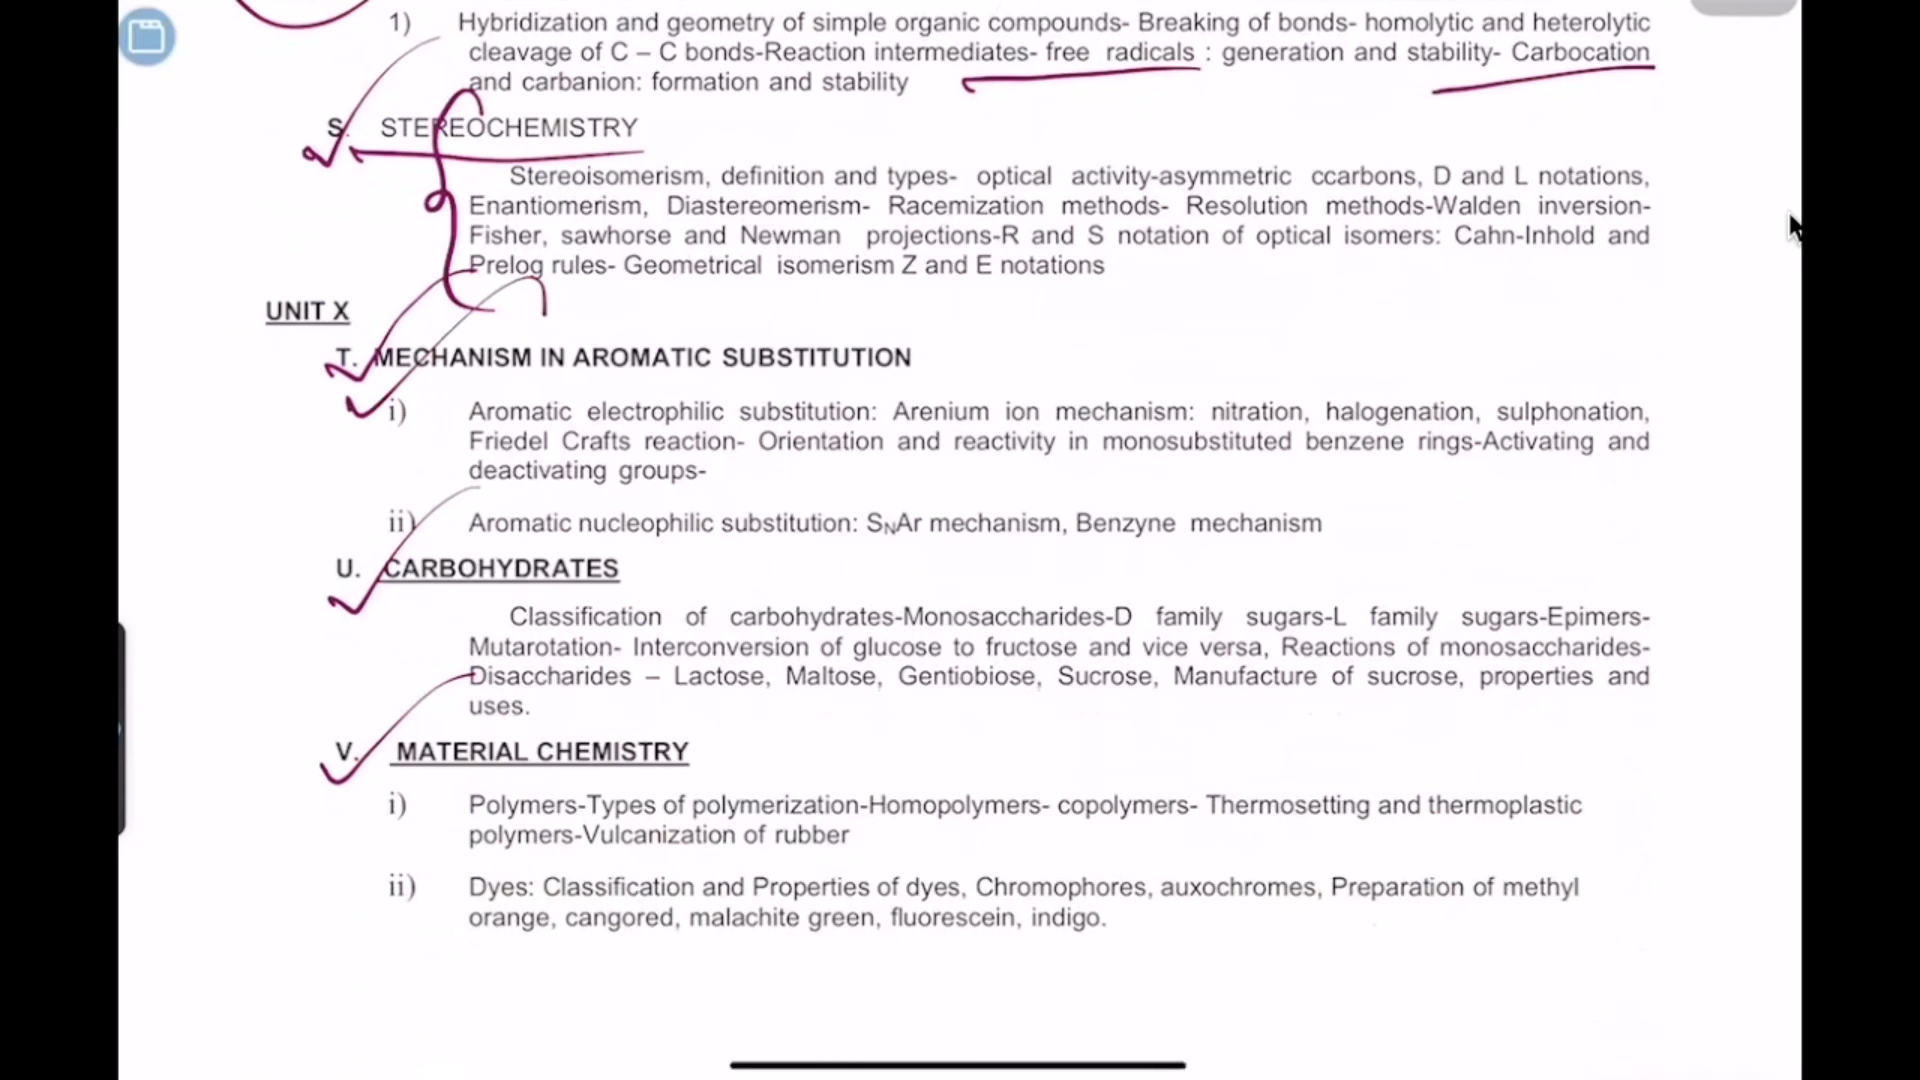 1) Hybridization and geometry of simple organic compounds- Breaking of bonds- homolytic and heterolytic
cleavage of C – C bonds-Reaction intermediates- free radicals : generation and stability- Carbocation
and carbanion: formation and stability
S. STEREOCHEMISTRY
Stereoisomerism, definition and types- optical activity-asymmetric ccarbons, D and L notations,
Enantiomerism, Diastereomerism- Racemization methods- Resolution methods-Walden inversion-
Fisher, sawhorse and Newman projections-R and S notation of optical isomers: Cahn-Inhold and
Prelog rules- Geometrical isomerism Z and E notations
UNIT X
T. MECHANISM IN AROMATIC SUBSTITUTION
i) Aromatic electrophilic substitution: Arenium ion mechanism: nitration, halogenation, sulphonation,
Friedel Crafts reaction- Orientation and reactivity in monosubstituted benzene rings-Activating and
deactivating groups-
ii) Aromatic nucleophilic substitution: SNAr mechanism, Benzyne mechanism
U. CARBOHYDRATES
Classification of carbohydrates-Monosaccharides-D family sugars-L family sugars-Epimers-
Mutarotation- Interconversion of glucose to fructose and vice versa, Reactions of monosaccharides-
Disaccharides – Lactose, Maltose, Gentiobiose, Sucrose, Manufacture of sucrose, properties and
uses.
V. MATERIAL CHEMISTRY
i) Polymers-Types of polymerization-Homopolymers- copolymers- Thermosetting and thermoplastic
polymers-Vulcanization of rubber
ii) Dyes: Classification and Properties of dyes, Chromophores, auxochromes, Preparation of methyl
orange, cangored, malachite green, fluorescein, indigo.